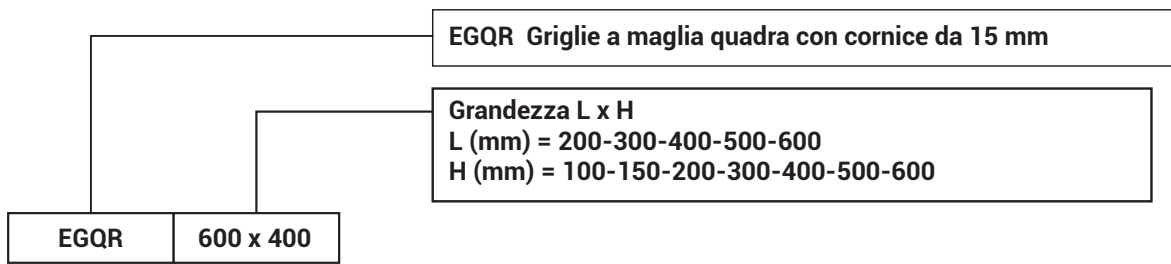 EGQR Griglie a maglia quadra con cornice da 15 mm
Grandezza L x H
L (mm) = 200-300-400-500-600
H (mm) = 100-150-200-300-400-500-600
EGQR
600 x 400